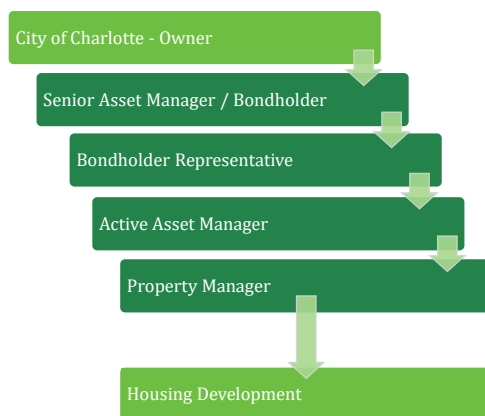 City of Charlotte - Owner
Senior Asset Manager / Bondholder
Bondholder Representative
Active Asset Manager
Property Manager
Housing Development